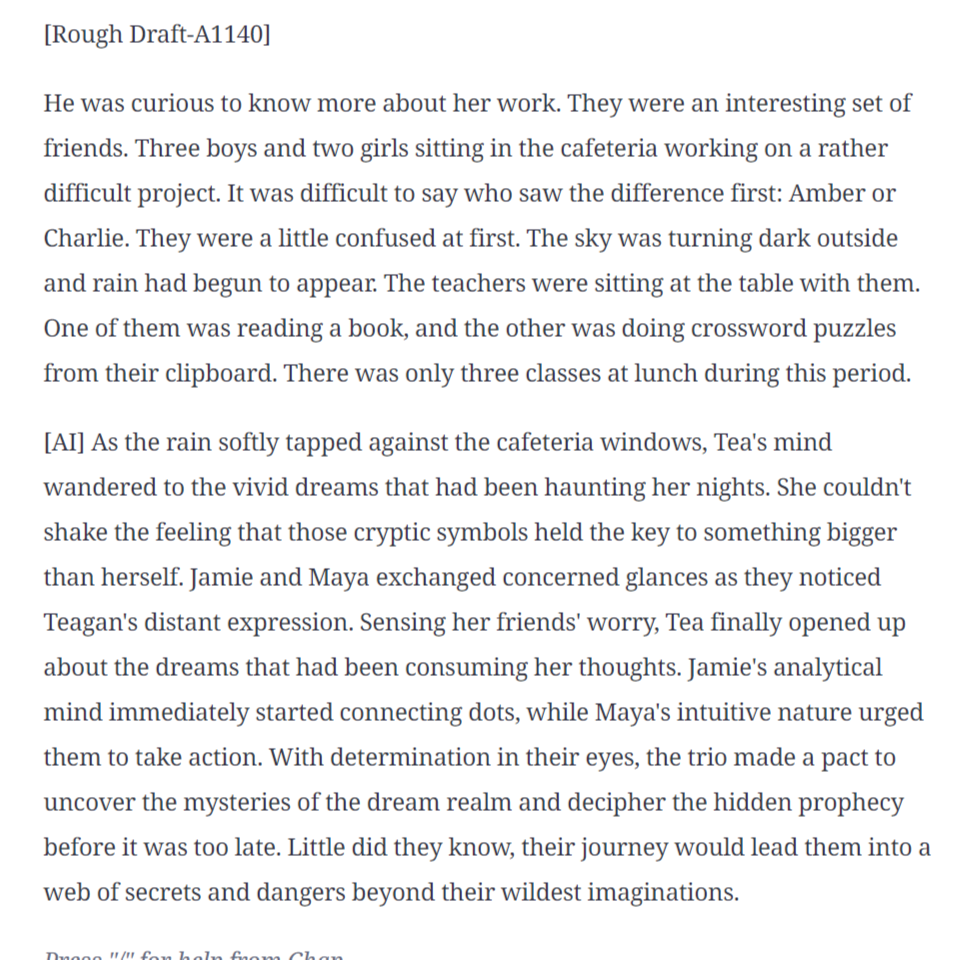 [Rough Draft-A1140]
He was curious to know more about her work. They were an interesting set of
friends. Three boys and two girls sitting in the cafeteria working on a rather
difficult project. It was difficult to say who saw the difference first: Amber or
Charlie. They were a little confused at first. The sky was turning dark outside
and rain had begun to appear. The teachers were sitting at the table with them.
One of them was reading a book, and the other was doing crossword puzzles
from their clipboard. There was only three classes at lunch during this period.
[AI] As the rain softly tapped against the cafeteria windows, Tea's mind
wandered to the vivid dreams that had been haunting her nights. She couldn't
shake the feeling that those cryptic symbols held the key to something bigger
than herself. Jamie and Maya exchanged concerned glances as they noticed
Teagan's distant expression. Sensing her friends' worry, Tea finally opened up
about the dreams that had been consuming her thoughts. Jamie's analytical
mind immediately started connecting dots, while Maya's intuitive nature urged
them to take action. With determination in their eyes, the trio made a pact to
uncover the mysteries of the dream realm and decipher the hidden prophecy
before it was too late. Little did they know, their journey would lead them into a
web of secrets and dangers beyond their wildest imaginations.
Press "/" for help from Chap